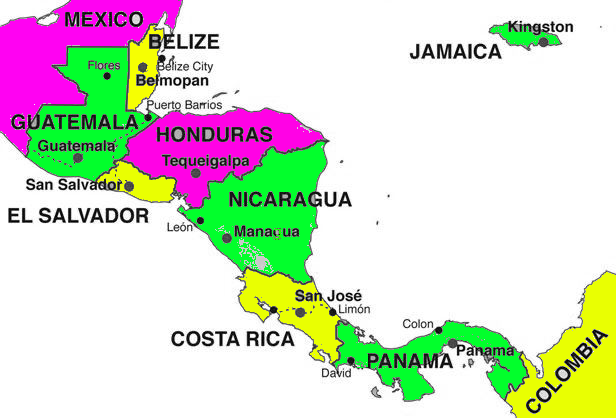 MEXICO
Kingston
JAMAICA
BELIZE
Flores
Belize City
Belmopan
Puerto Barrios
GUATEMALA
HONDURAS
Guatemala
Tequeigalpa
San Salvador
NICARAGUA
EL SALVADOR
León
Managua
San José
Limón
COSTA RICA
Colon
Panama
PANAMA
David
COLOMBIA